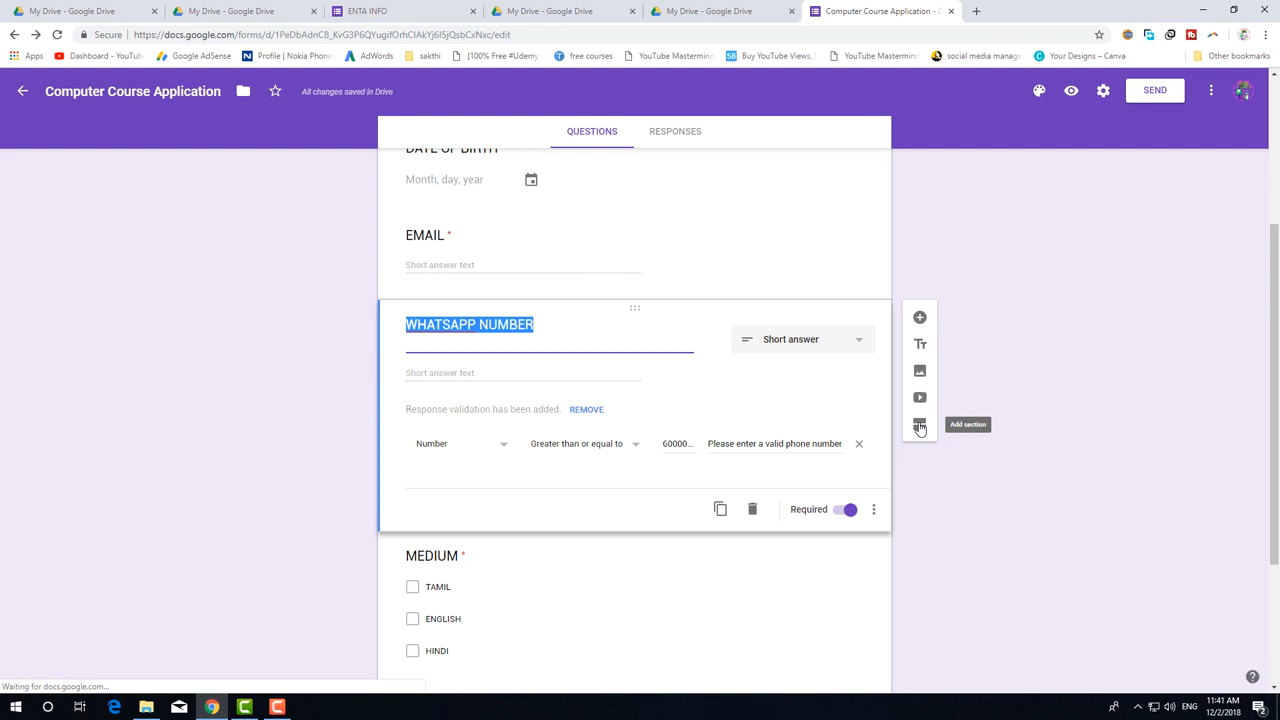 My Drive - Google Drive
My Drive - Google Drive
ENTA INFO
My Drive - Google Drive
My Drive - Google Drive
Computer Course Application -
Secure
https://docs.google.com/forms/d/1PeDbAdnC8_KvG3P6QYugifOrhCIAkYj6I5jQsbCxNxc/edit
Apps
Dashboard - YouTube
Google AdSense
Profile | Nokia Phone
AdWords
sakthi
[100% Free #Udemy
free courses
YouTube Mastermind
Buy YouTube Views,
YouTube Mastermind
social media manage
Your Designs – Canva
Other bookmarks
Computer Course Application
All changes saved in Drive
SEND
QUESTIONS
RESPONSES
DATE OF BIRTH
Month, day, year
EMAIL *
Short answer text
WHATSAPP NUMBER
Short answer
Short answer text
Response validation has been added. REMOVE
Number
Greater than or equal to
60000...
Please enter a valid phone number
Add section
Required
MEDIUM *
TAMIL
ENGLISH
HINDI
Waiting for docs.google.com...
ENG
11:41 AM
12/2/2018
2